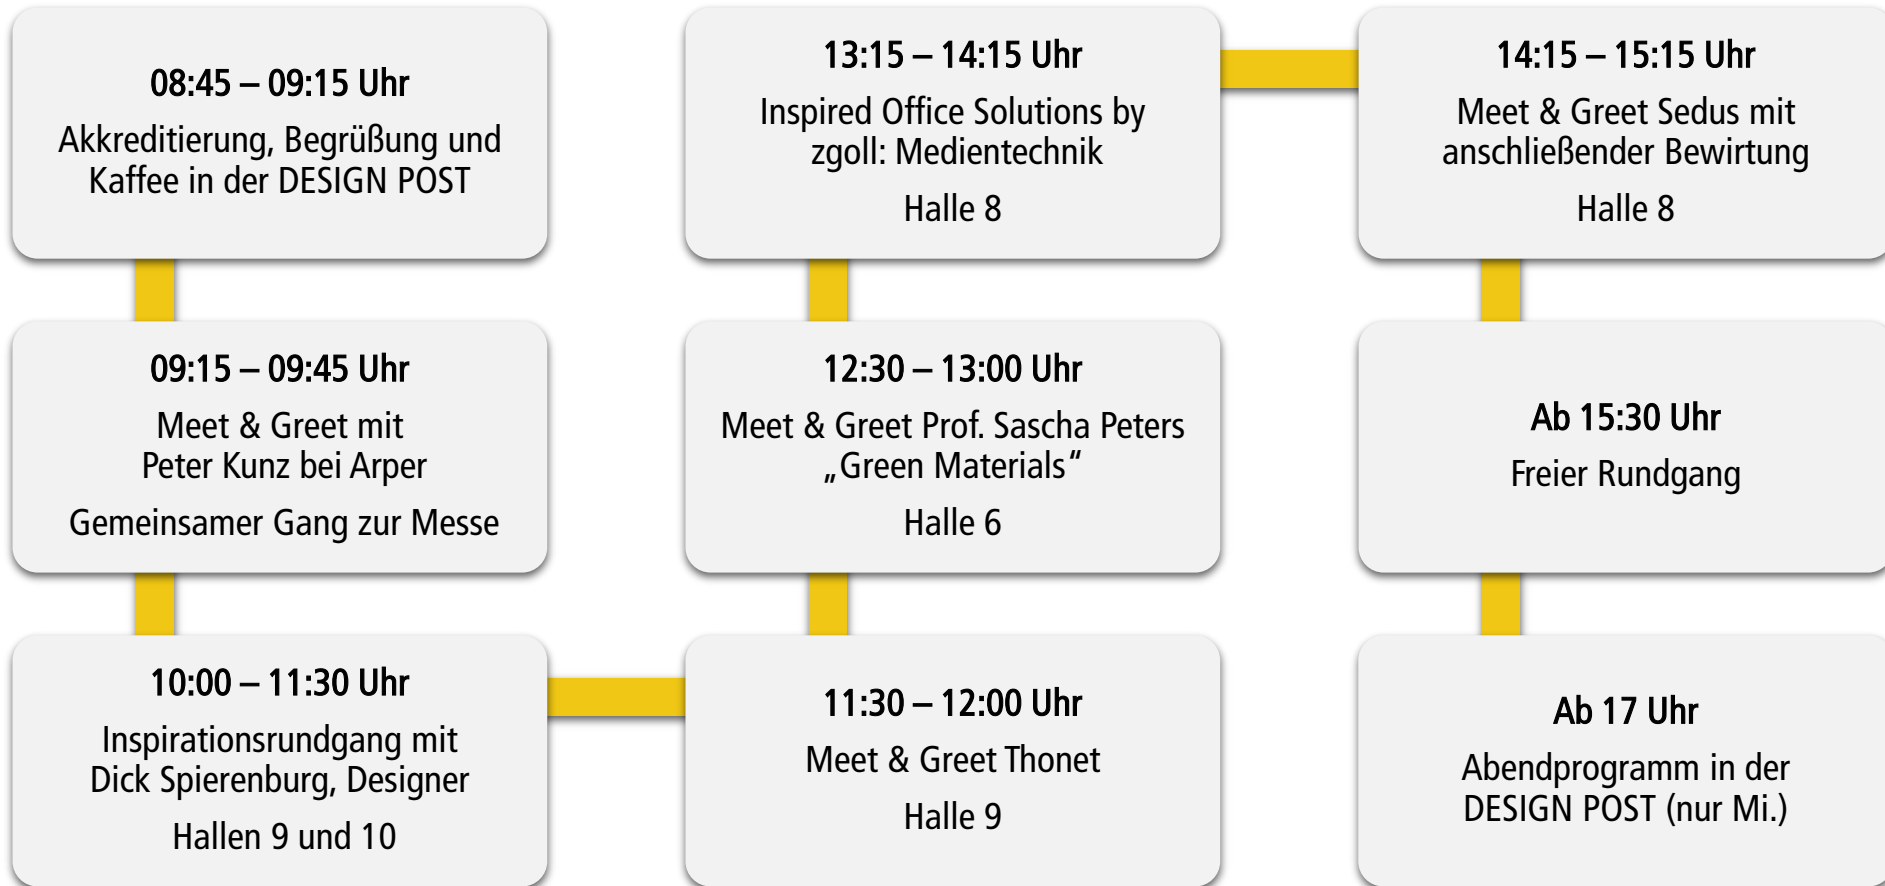 08:45 – 09:15 Uhr
Akkreditierung, Begrüßung und
Kaffee in der DESIGN POST
09:15 – 09:45 Uhr
Meet & Greet mit
Peter Kunz bei Arper
Gemeinsamer Gang zur Messe
10:00 – 11:30 Uhr
Inspirationsrundgang mit
Dick Spierenburg, Designer
Hallen 9 und 10
11:30 – 12:00 Uhr
Meet & Greet Thonet
Halle 9
12:30 – 13:00 Uhr
Meet & Greet Prof. Sascha Peters
„Green Materials“
Halle 6
13:15 – 14:15 Uhr
Inspired Office Solutions by
zgoll: Medientechnik
Halle 8
14:15 – 15:15 Uhr
Meet & Greet Sedus mit
anschließender Bewirtung
Halle 8
Ab 15:30 Uhr
Freier Rundgang
Ab 17 Uhr
Abendprogramm in der
DESIGN POST (nur Mi.)